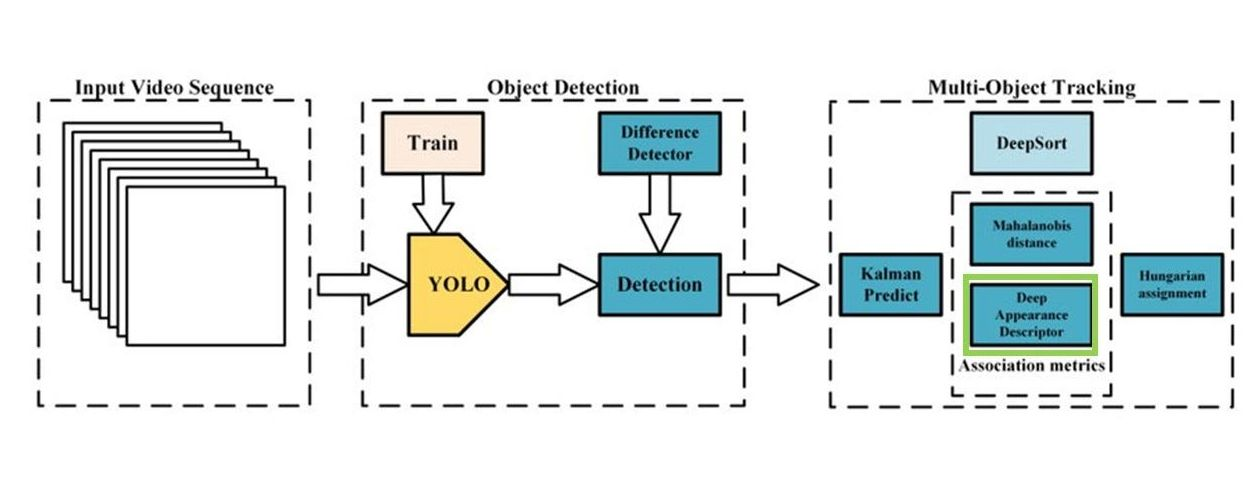 Input Video Sequence
Object Detection
Train
Difference
Detector
YOLO
Detection
Multi-Object Tracking
DeepSort
Kalman
Predict
Mahalanobis
distance
Deep
Appearance
Descriptor
Association metrics
Hungarian
assignment